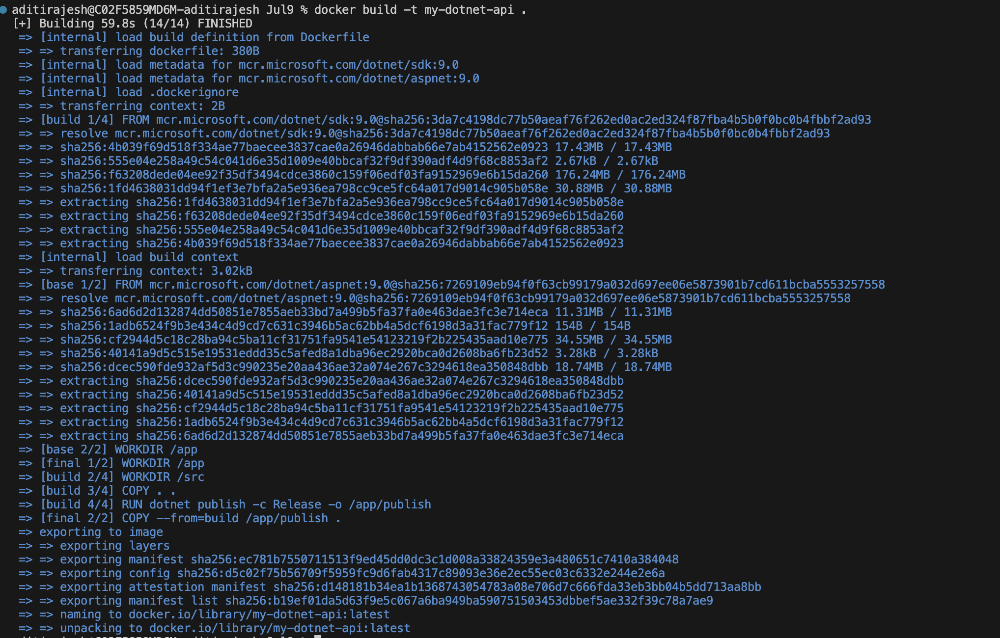 aditirajesh@C02F5859MD6M-aditirajesh Jul9 % docker build -t my-dotnet-api .
[+] Building 59.8s (14/14) FINISHED
=> [internal] load build definition from Dockerfile
=> => transferring dockerfile: 380B
=> [internal] load metadata for mcr.microsoft.com/dotnet/sdk:9.0
=> [internal] load metadata for mcr.microsoft.com/dotnet/aspnet:9.0
=> [internal] load .dockerignore
=> => transferring context: 2B
=> [build 1/4] FROM mcr.microsoft.com/dotnet/sdk:9.0@sha256:3da7c4198dc77b50aeaf76f262ed0ac2ed324f87fba4b5b0f0bc0b4fbbf2ad93
=> => resolve mcr.microsoft.com/dotnet/sdk:9.0@sha256:3da7c4198dc77b50aeaf76f262ed0ac2ed324f87fba4b5b0f0bc0b4fbbf2ad93
=> => sha256:4b039f69d518f334ae77baecee3837cae0a26946dabbab66e7ab4152562e0923 17.43MB / 17.43MB
=> => sha256:555e04e258a49c54c041d6e35d1009e40bbcaf32f9df390adf4d9f68c8853af2 2.67kB / 2.67kB
=> => sha256:f63208dede04ee92f35df3494cdce3860c159f06edf03fa9152969e6b15da260 176.24MB / 176.24MB
=> => sha256:1fd4638031dd94f1ef3e7bfa2a5e936ea798cc9ce5fc64a017d9014c905b058e 30.88MB / 30.88MB
=> => extracting sha256:1fd4638031dd94f1ef3e7bfa2a5e936ea798cc9ce5fc64a017d9014c905b058e
=> => extracting sha256:f63208dede04ee92f35df3494cdce3860c159f06edf03fa9152969e6b15da260
=> => extracting sha256:555e04e258a49c54c041d6e35d1009e40bbcaf32f9df390adf4d9f68c8853af2
=> => extracting sha256:4b039f69d518f334ae77baecee3837cae0a26946dabbab66e7ab4152562e0923
=> [internal] load build context
=> => transferring context: 3.02kB
=> [base 1/2] FROM mcr.microsoft.com/dotnet/aspnet:9.0@sha256:7269109eb94f0f63cb99179a032d697ee06e5873901b7cd611bcba5553257558
=> => resolve mcr.microsoft.com/dotnet/aspnet:9.0@sha256:7269109eb94f0f63cb99179a032d697ee06e5873901b7cd611bcba5553257558
=> => sha256:6ad6d2d132874dd50851e7855aeb33bd7a499b5fa37fa0e463dae3fc3e714eca 11.31MB / 11.31MB
=> => sha256:1adb6524f9b3e434c4d9cd7c631c3946b5ac62bb4a5dcf6198d3a31fac779f12 154B / 154B
=> => sha256:cf2944d5c18c28ba94c5ba11cf31751fa9541e54123219f2b225435aad10e775 34.55MB / 34.55MB
=> => sha256:40141a9d5c515e19531eddd35c5afed8a1dba96ec2920bca0d2608ba6fb23d52 3.28kB / 3.28kB
=> => sha256:dcec590fde932af5d3c990235e20aa436ae32a074e267c3294618ea350848dbb 18.74MB / 18.74MB
=> => extracting sha256:dcec590fde932af5d3c990235e20aa436ae32a074e267c3294618ea350848dbb
=> => extracting sha256:40141a9d5c515e19531eddd35c5afed8a1dba96ec2920bca0d2608ba6fb23d52
=> => extracting sha256:cf2944d5c18c28ba94c5ba11cf31751fa9541e54123219f2b225435aad10e775
=> => extracting sha256:1adb6524f9b3e434c4d9cd7c631c3946b5ac62bb4a5dcf6198d3a31fac779f12
=> => extracting sha256:6ad6d2d132874dd50851e7855aeb33bd7a499b5fa37fa0e463dae3fc3e714eca
=> [base 2/2] WORKDIR /app
=> [final 1/2] WORKDIR /app
=> [build 2/4] WORKDIR /src
=> [build 3/4] COPY . .
=> [build 4/4] RUN dotnet publish -c Release -o /app/publish
=> [final 2/2] COPY --from=build /app/publish .
=> exporting to image
=> => exporting layers
=> => exporting manifest sha256:ec781b7550711513f9ed45dd0dc3c1d008a33824359e3a480651c7410a384048
=> => exporting config sha256:d5c02f75b56709f5959fc9d6fab4317c89093e36e2ec55ec03c6332e244e2e6a
=> => exporting attestation manifest sha256:d148181b34ea1b1368743054783a08e706d7c666fda33eb3bb04b5dd713aa8bb
=> => exporting manifest list sha256:b19ef01da5d63f9e5c067a6ba949ba590751503453dbbef5ae332f39c78a7ae9
=> => naming to docker.io/library/my-dotnet-api:latest
=> => unpacking to docker.io/library/my-dotnet-api:latest